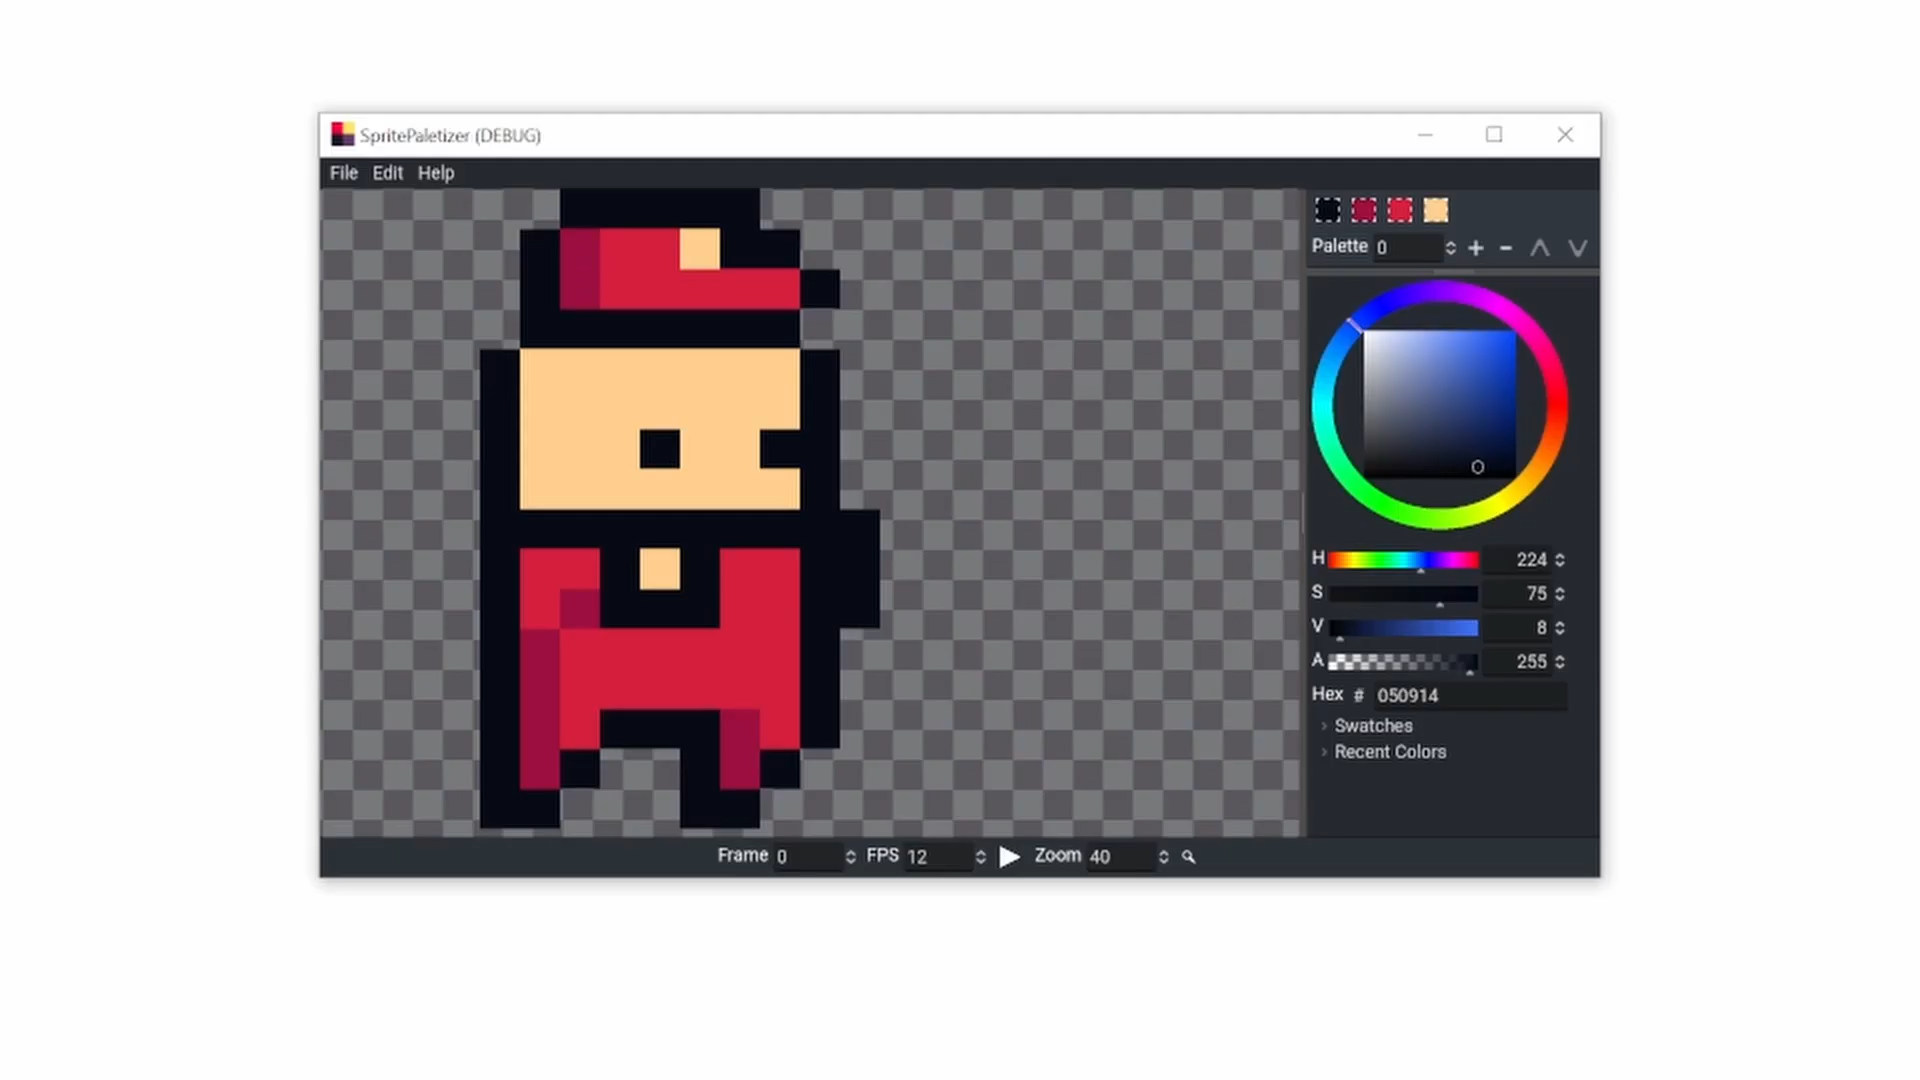 SpritePaletizer (DEBUG)
File Edit Help
Palette 0 + -
H 224
S 75
V 8
A 255
Hex # 050914
Swatches
Recent Colors
Frame 0 FPS 12 Zoom 40